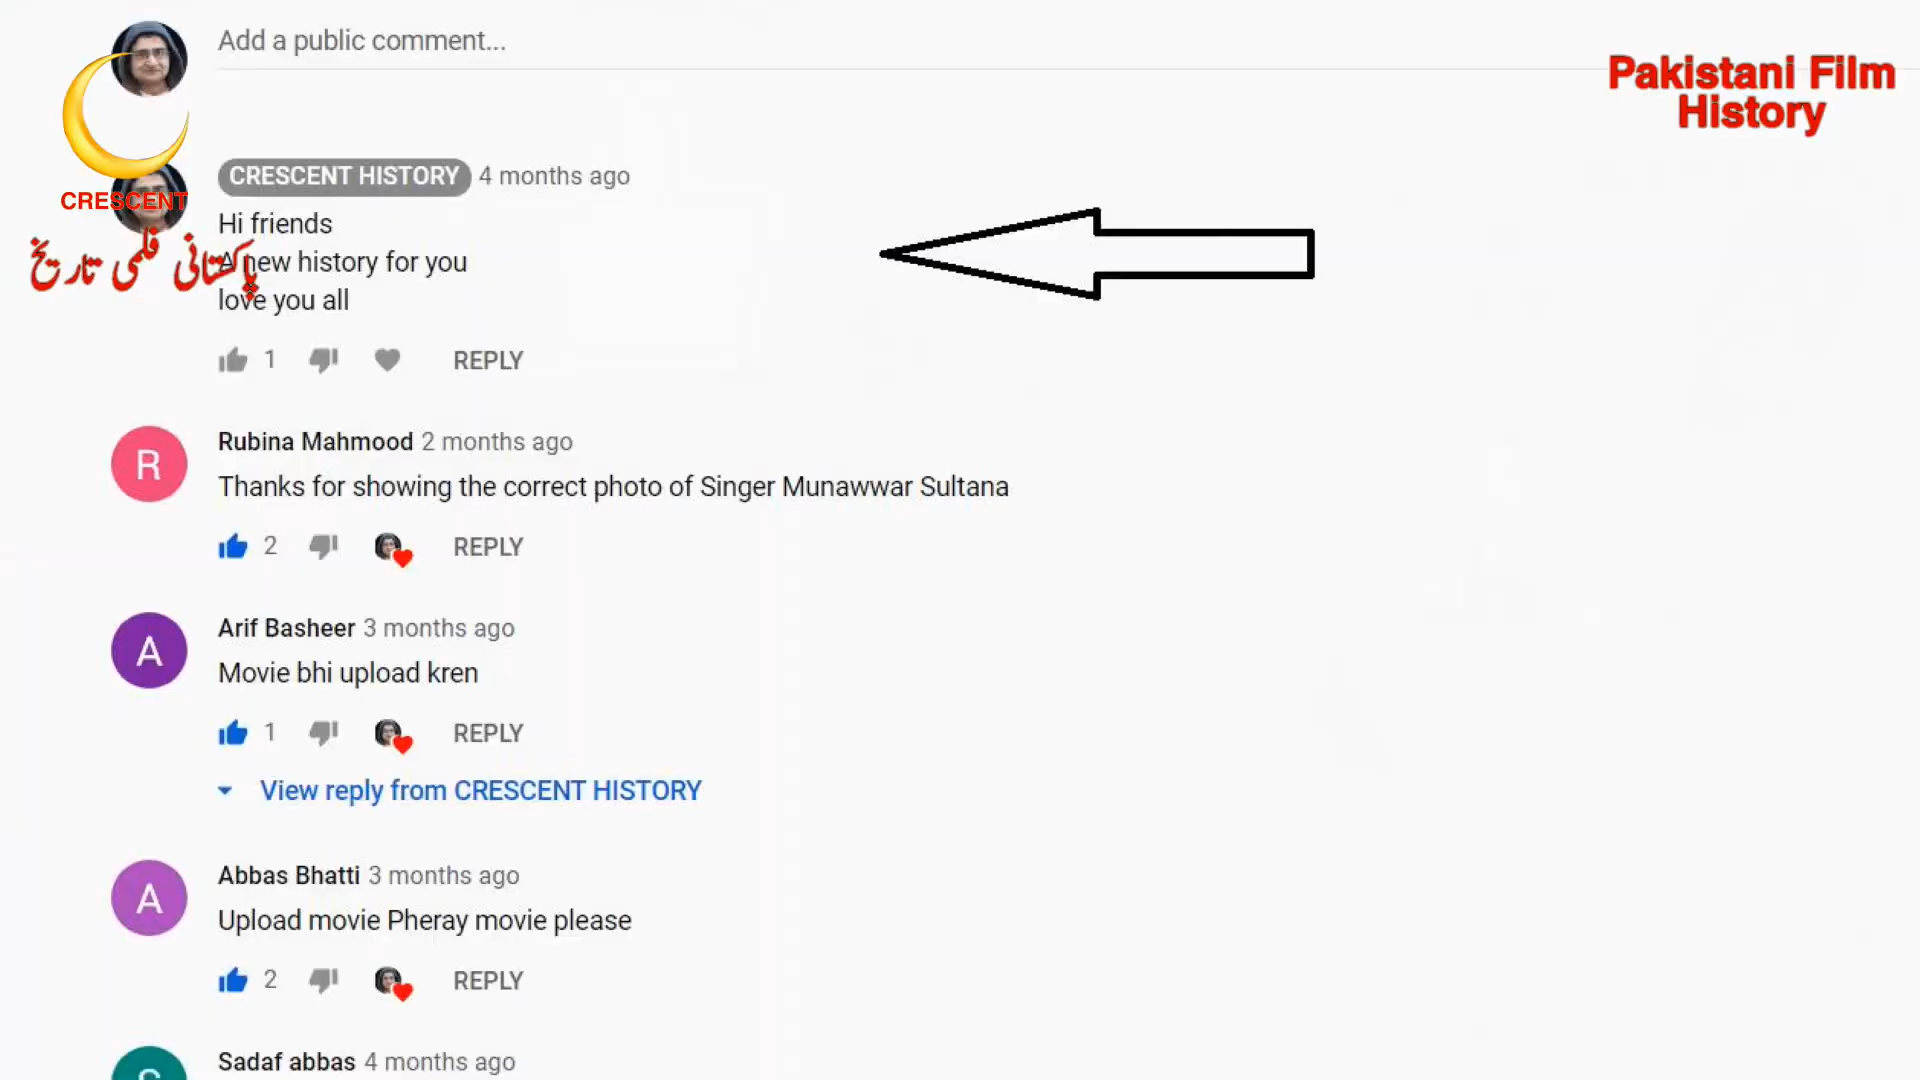 Add a public comment...
Pakistani Film
History
CRESCENT HISTORY 4 months ago
CRESCENT
Hi friends
پاکستانی فلمی تاریخ
A new history for you
love you all
1 REPLY
R
Rubina Mahmood 2 months ago
Thanks for showing the correct photo of Singer Munawwar Sultana
2 REPLY
A
Arif Basheer 3 months ago
Movie bhi upload kren
1 REPLY
View reply from CRESCENT HISTORY
A
Abbas Bhatti 3 months ago
Upload movie Pheray movie please
2 REPLY
Sadaf abbas 4 months ago